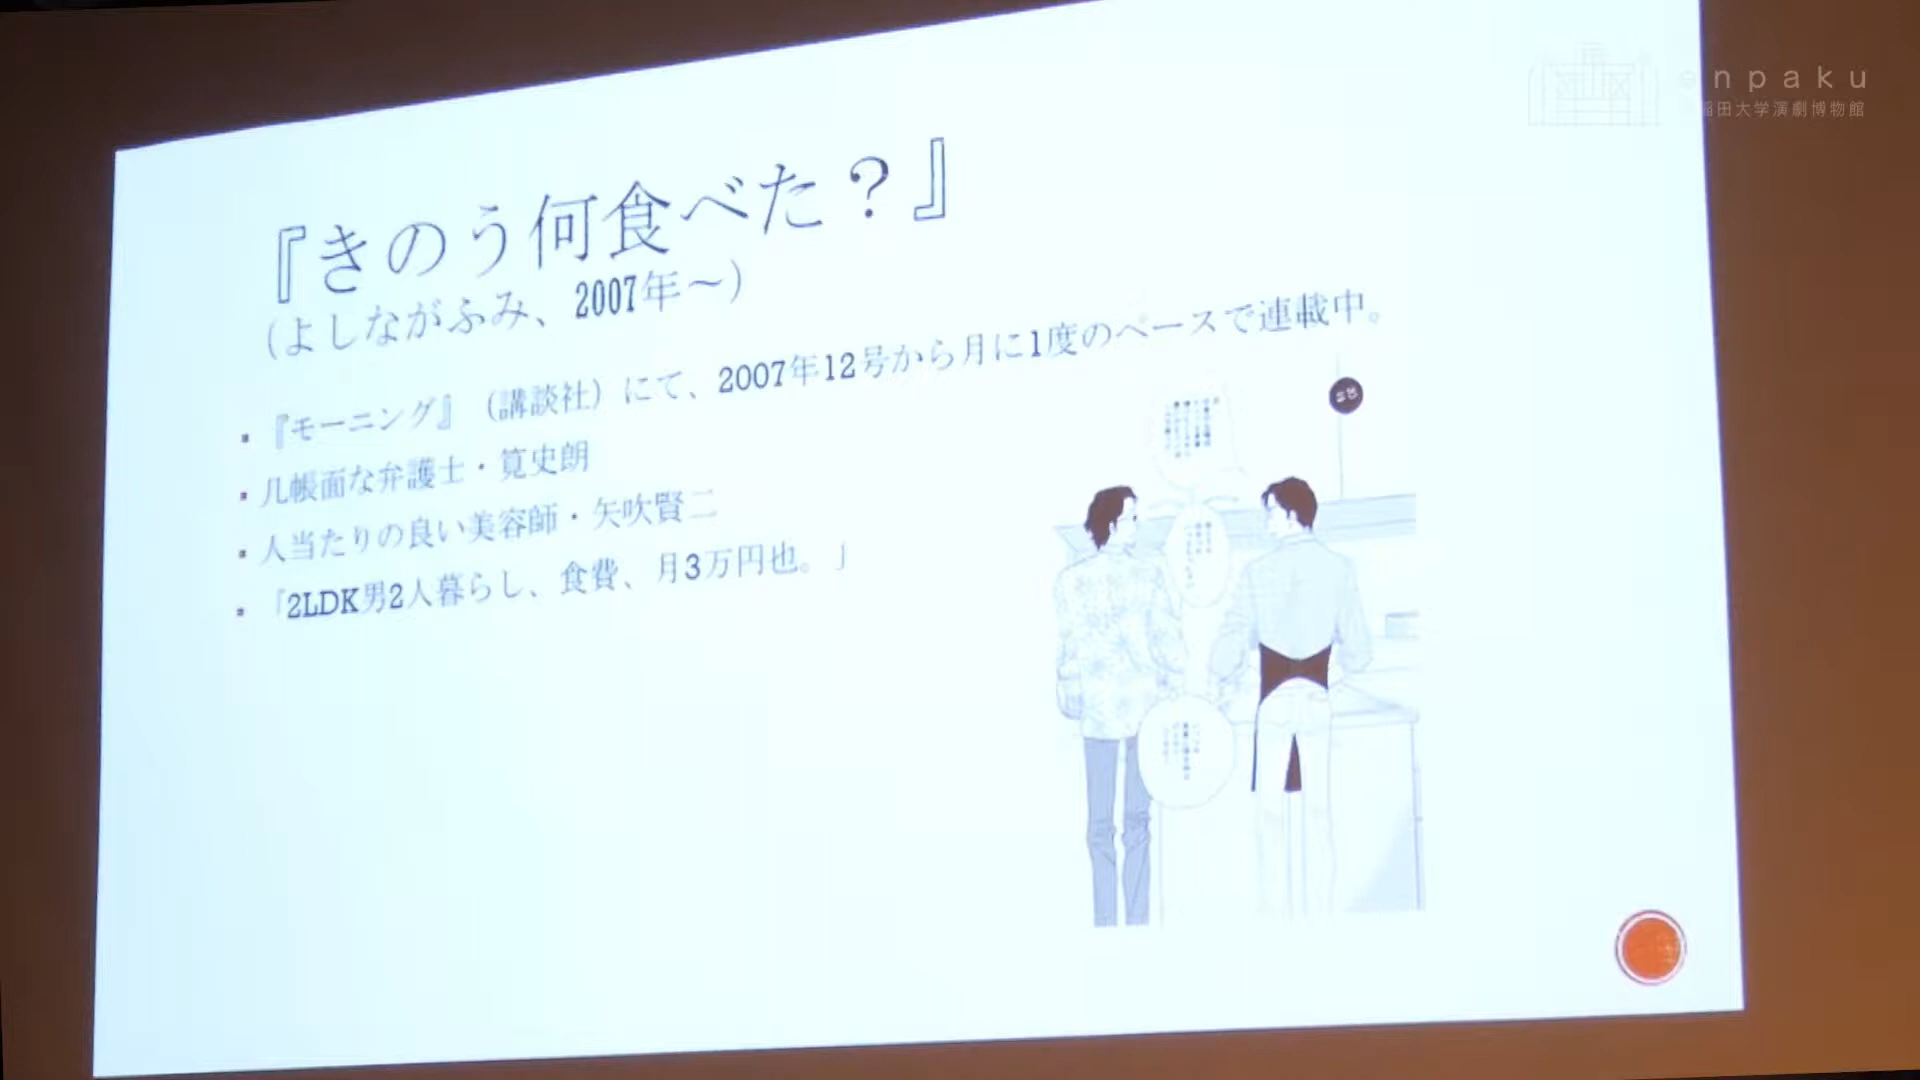 enpaku
稲田大学演劇博物館
『きのう何食べた？』
(よしながふみ、2007年～)
▪ 『モーニング』（講談社）にて、2007年12号から月に1度のペースで連載中。
▪ 几帳面な弁護士・筧史朗
▪ 人当たりの良い美容師・矢吹賢二
▪ 「2LDK男2人暮らし、食費、月3万円也。」